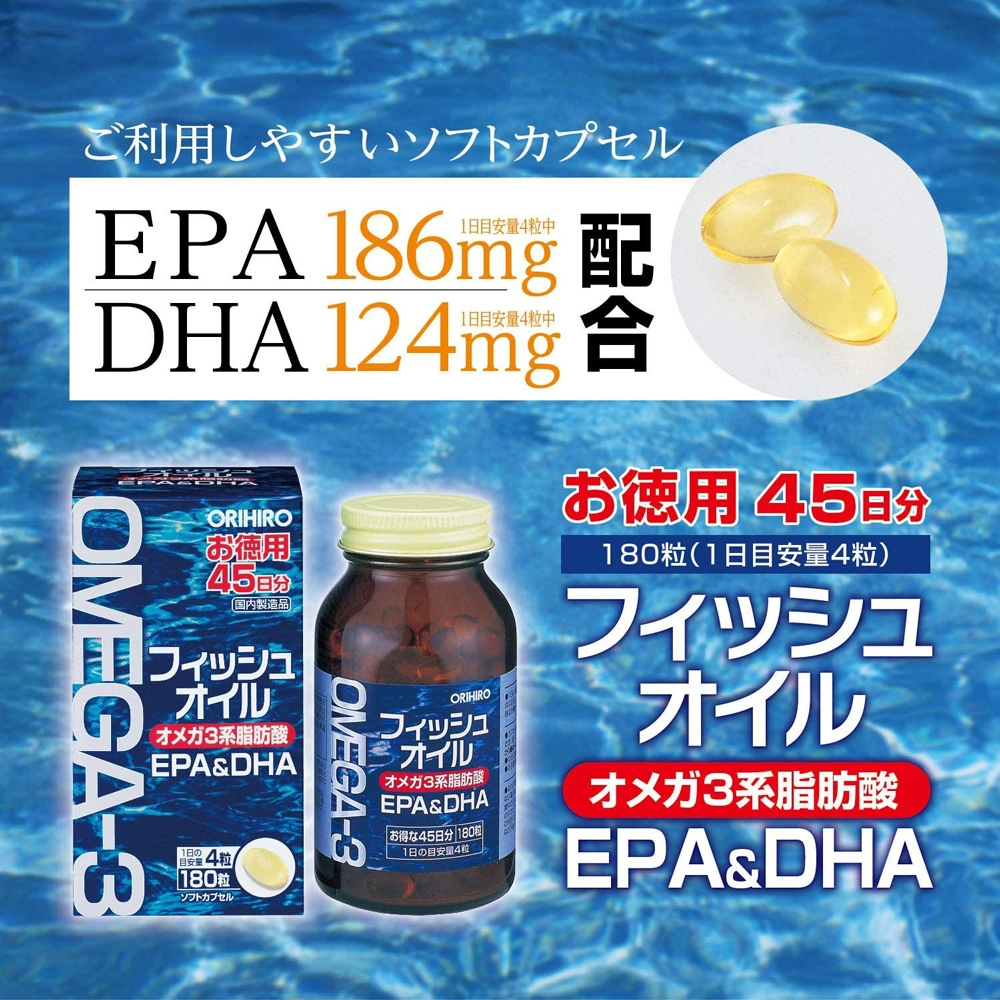 ご利用しやすいソフトカプセル
EPA 186mg 1日目安量4粒中
DHA 124mg 1日目安量4粒中
配合
OMEGA-3
ORIHIRO
お徳用
45日分
国内製造品
フィッシュ
オイル
オメガ3系脂肪酸
EPA&DHA
1日の
目安量4粒
180粒
ソフトカプセル
OMEGA-3
ORIHIRO
フィッシュ
オイル
オメガ3系脂肪酸
EPA&DHA
お得な45日分 180粒
1日の目安量4粒
お徳用 45日分
180粒(1日目安量4粒)
フィッシュ
オイル
オメガ3系脂肪酸
EPA&DHA